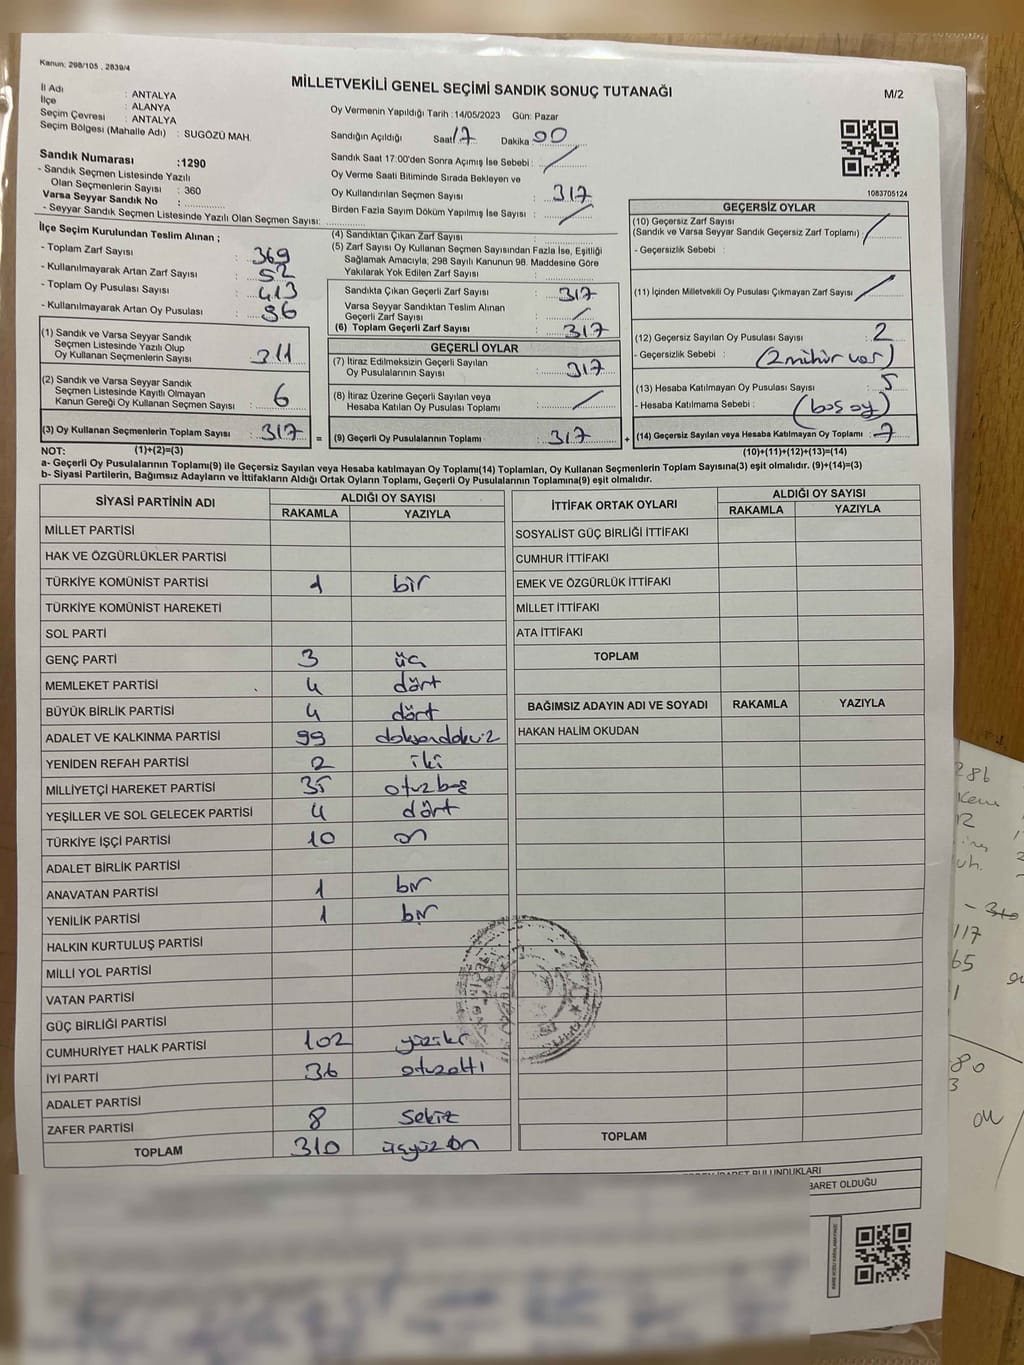 Kanun: 298/105 , 2839/4
MİLLETVEKİLİ GENEL SEÇİMİ SANDIK SONUÇ TUTANAĞI
M/2
İl Adı : ANTALYA
İlçe : ALANYA
Seçim Çevresi : ANTALYA
Seçim Bölgesi (Mahalle Adı) : SUGÖZÜ MAH.
Sandık Numarası :1290
- Sandık Seçmen Listesinde Yazılı
Olan Seçmenlerin Sayısı : 360
Varsa Seyyar Sandık No :
- Seyyar Sandık Seçmen Listesinde Yazılı Olan Seçmen Sayısı:
Oy Vermenin Yapıldığı Tarih :14/05/2023 Gün: Pazar
Sandığın Açıldığı Saat 17 Dakika 00
Sandık Saat 17.00'den Sonra Açımış İse Sebebi : /
Oy Verme Saati Bitiminde Sırada Bekleyen ve
Oy Kullandırılan Seçmen Sayısı : 317
Birden Fazla Sayım Döküm Yapılmış İse Sayısı : /
1083705124
İlçe Seçim Kurulundan Teslim Alınan ;
- Toplam Zarf Sayısı : 369
- Kullanılmayarak Artan Zarf Sayısı : 52
- Toplam Oy Pusulası Sayısı : 413
- Kullanılmayarak Artan Oy Pusulası : 96
(1) Sandık ve Varsa Seyyar Sandık
Seçmen Listesinde Yazılı Olup
Oy Kullanan Seçmenlerin Sayısı : 311
(2) Sandık ve Varsa Seyyar Sandık
Seçmen Listesinde Kayıtlı Olmayan
Kanun Gereği Oy Kullanan Seçmen Sayısı : 6
(3) Oy Kullanan Seçmenlerin Toplam Sayısı : 317
(4) Sandıktan Çıkan Zarf Sayısı :
(5) Zarf Sayısı Oy Kullanan Seçmen Sayısından Fazla İse, Eşitliği
Sağlamak Amacıyla; 298 Sayılı Kanunun 98. Maddesine Göre
Yakılarak Yok Edilen Zarf Sayısı :
Sandıkta Çıkan Geçerli Zarf Sayısı : 317
Varsa Seyyar Sandıktan Teslim Alınan
Geçerli Zarf Sayısı : /
(6) Toplam Geçerli Zarf Sayısı : 317
GEÇERLİ OYLAR
(7) İtiraz Edilmeksizin Geçerli Sayılan
Oy Pusulalarının Sayısı : 317
(8) İtiraz Üzerine Geçerli Sayılan veya
Hesaba Katılan Oy Pusulası Toplamı : /
= (9) Geçerli Oy Pusulalarının Toplamı : 317
GEÇERSİZ OYLAR
(10) Geçersiz Zarf Sayısı
(Sandık ve Varsa Seyyar Sandık Geçersiz Zarf Toplamı) : /
- Geçersizlik Sebebi :
(11) İçinden Milletvekili Oy Pusulası Çıkmayan Zarf Sayısı : /
(12) Geçersiz Sayılan Oy Pusulası Sayısı : 2
- Geçersizlik Sebebi : (2 mühür var)
(13) Hesaba Katılmayan Oy Pusulası Sayısı : 5
- Hesaba Katılmama Sebebi : (boş oy)
+ (14) Geçersiz Sayılan veya Hesaba Katılmayan Oy Toplamı : 7
NOT: (1)+(2)=(3) (10)+(11)+(12)+(13)=(14)
a- Geçerli Oy Pusulalarının Toplamı(9) ile Geçersiz Sayılan veya Hesaba katılmayan Oy Toplamı(14) Toplamları, Oy Kullanan Seçmenlerin Toplam Sayısına(3) eşit olmalıdır. (9)+(14)=(3)
b- Siyasi Partilerin, Bağımsız Adayların ve İttifakların Aldığı Ortak Oyların Toplamı, Geçerli Oy Pusulalarının Toplamına(9) eşit olmalıdır.
SİYASİ PARTİNİN ADI ALDIĞI OY SAYISI
RAKAMLA YAZIYLA
MİLLET PARTİSİ
HAK VE ÖZGÜRLÜKLER PARTİSİ
TÜRKİYE KOMÜNİST PARTİSİ 1 bir
TÜRKİYE KOMÜNİST HAREKETİ
SOL PARTİ
GENÇ PARTİ 3 üç
MEMLEKET PARTİSİ 4 dört
BÜYÜK BİRLİK PARTİSİ 4 dört
ADALET VE KALKINMA PARTİSİ 99 doksandokuz
YENİDEN REFAH PARTİSİ 2 iki
MİLLİYETÇİ HAREKET PARTİSİ 35 otuzbeş
YEŞİLLER VE SOL GELECEK PARTİSİ 4 dört
TÜRKİYE İŞÇİ PARTİSİ 10 on
ADALET BİRLİK PARTİSİ
ANAVATAN PARTİSİ 1 bir
YENİLİK PARTİSİ 1 bir
HALKIN KURTULUŞ PARTİSİ
MİLLİ YOL PARTİSİ
VATAN PARTİSİ
GÜÇ BİRLİĞİ PARTİSİ
CUMHURİYET HALK PARTİSİ 102 yüziki
İYİ PARTİ 36 otuzaltı
ADALET PARTİSİ
ZAFER PARTİSİ 8 sekiz
TOPLAM 310 üçyüzon
İTTİFAK ORTAK OYLARI ALDIĞI OY SAYISI
RAKAMLA YAZIYLA
SOSYALİST GÜÇ BİRLİĞİ İTTİFAKI
CUMHUR İTTİFAKI
EMEK VE ÖZGÜRLÜK İTTİFAKI
MİLLET İTTİFAKI
ATA İTTİFAKI
TOPLAM
BAĞIMSIZ ADAYIN ADI VE SOYADI RAKAMLA YAZIYLA
HAKAN HALİM OKUDAN
TOPLAM
BULUNDUKLARI
BARET OLDUĞU
286
12
117
65
1
80
3